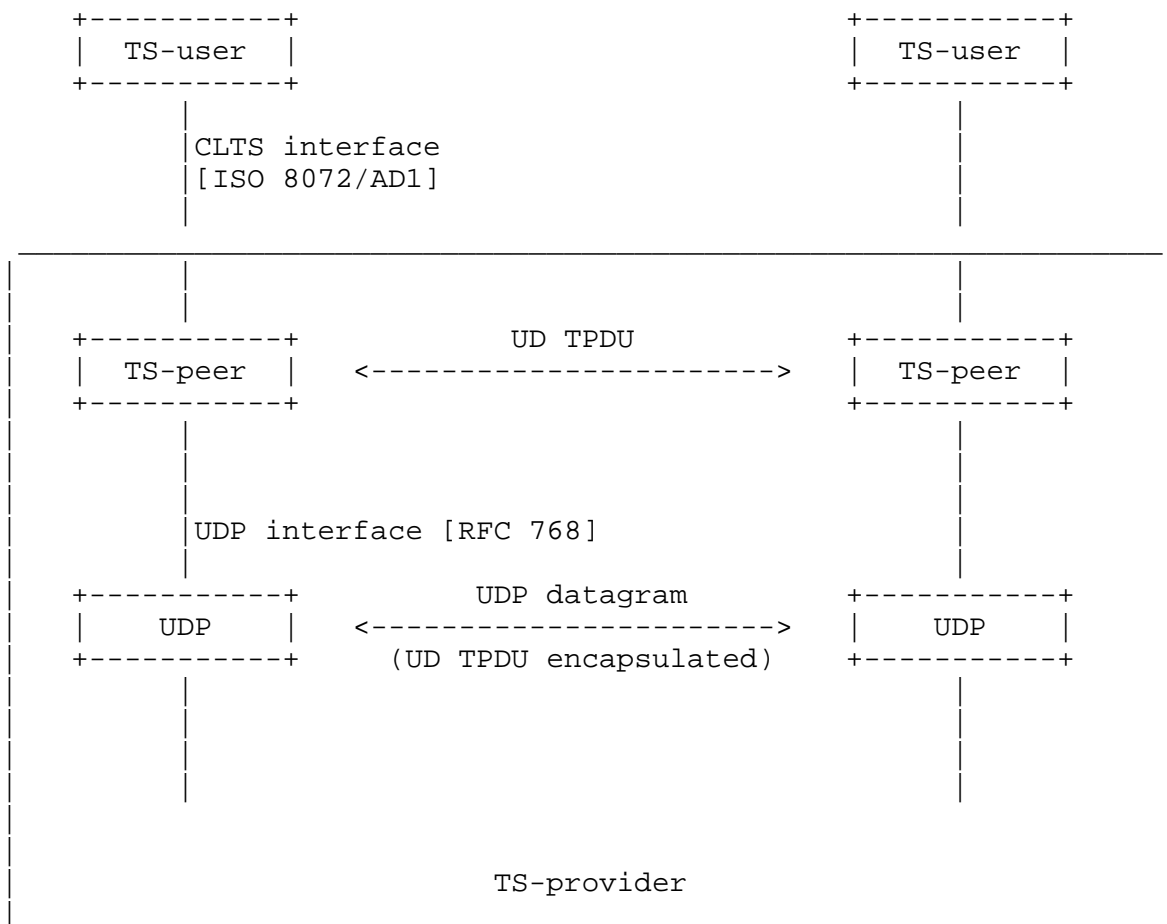 TS-user TS-user
CLTS interface
[ISO 8072/AD1]
UD TPDU
TS-peer TS-peer
UDP interface [RFC 768]
UDP datagram
UDP UDP
(UD TPDU encapsulated)
TS-provider